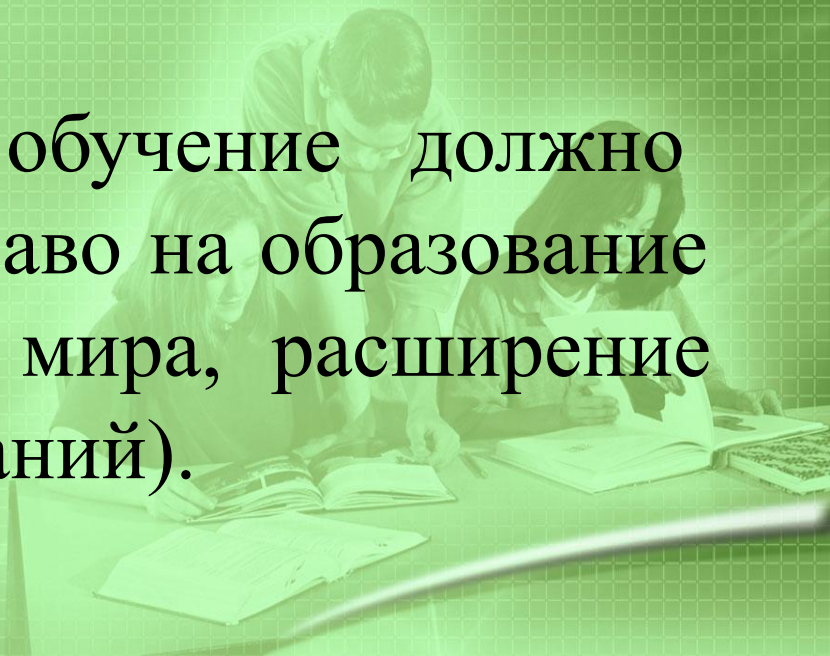 обучение должно
аво на образование
мира, расширение
аний).